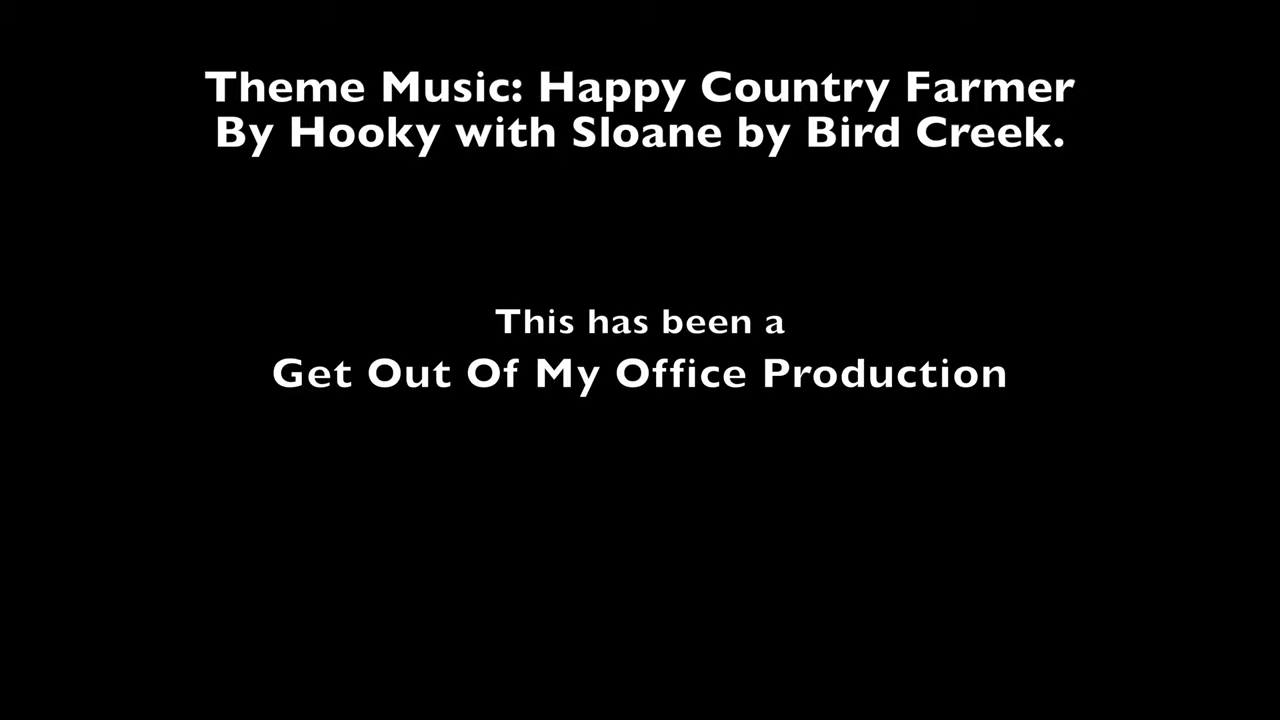 Theme Music: Happy Country Farmer
By Hooky with Sloane by Bird Creek.
This has been a
Get Out Of My Office Production